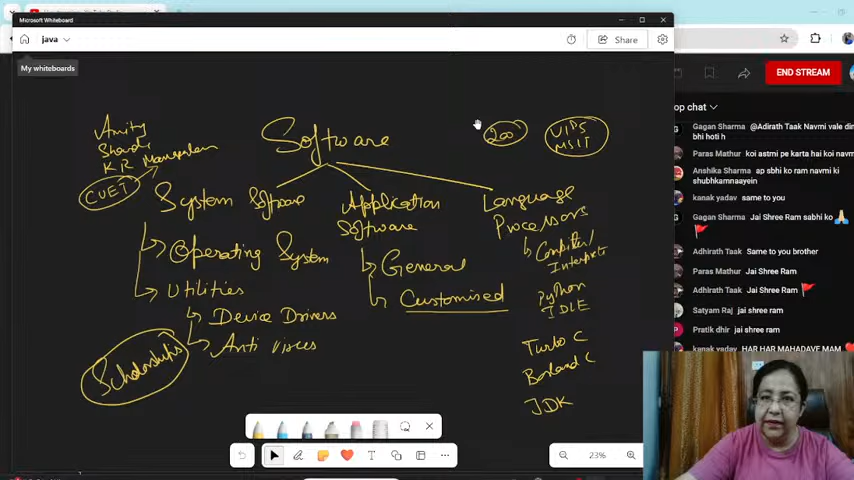 Microsoft Whiteboard
java
Share
My whiteboards
END STREAM
op chat
Gagan Sharma @Adirath Taak Navmi vale din
bhi hoti h
Paras Mathur koi astmi pe karta hai koi navm
Anshika Sharma ap sbhi ko ram navmi ki
shubhkamnaayein
kanak yadav same to you
Gagan Sharma Jai Shree Ram sabhi ko 🙏
🚩
Adhirath Taak Same to you brother
Paras Mathur Jai Shree Ram
Adhirath Taak Jai Shree Ram 🚩
Satyam Raj jai shree ram
Pratik dhir jai shree ram
kanak yadav HAR HAR MAHADAVE MAM
Amity
Sharda
KR Mangalam
CUET
Software
200
VIPS
MSIT
System Software
Application
Software
Language
Processors
Compiler/
Interpreter
Operating System
Utilities
Device Drivers
Anti Viruses
General
Customised
Python
IDLE
Turbo C
Borland C
JDK
Scholarships
23%